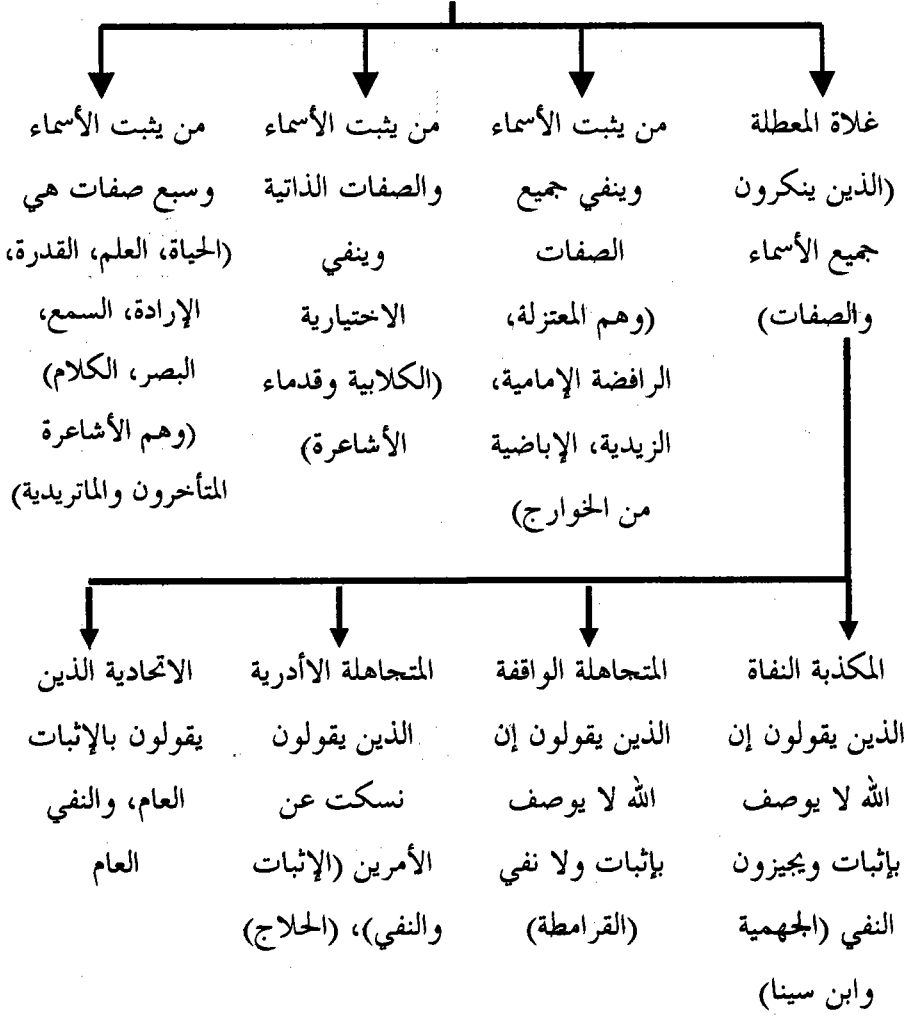 غلاة المعطلة
(الذين ينكرون
جميع الأسماء
والصفات)
من يثبت الأسماء
وينفي جميع
الصفات
(وهم المعتزلة،
الرافضة الإمامية،
الزيدية، الإباضية
من الخوارج)
من يثبت الأسماء
والصفات الذاتية
وينفي
الاختيارية
(الكلابية وقدماء
الأشاعرة)
من يثبت الأسماء
وسبع صفات هي
(الحياة، العلم، القدرة،
الإرادة، السمع،
البصر، الكلام)
(وهم الأشاعرة
المتأخرون والماتريدية)
المكذبة النفاة
الذين يقولون إن
الله لا يوصف
بإثبات ويجيزون
النفي (الجهمية
وابن سينا)
المتجاهلة الواقفة
الذين يقولون إن
الله لا يوصف
بإثبات ولا نفي
(القرامطة)
المتجاهلة الأأدرية
الذين يقولون
نسكت عن
الأمرين (الإثبات
والنفي)، (الحلاج)
الاتحادية الذين
يقولون بالإثبات
العام، والنفي
العام